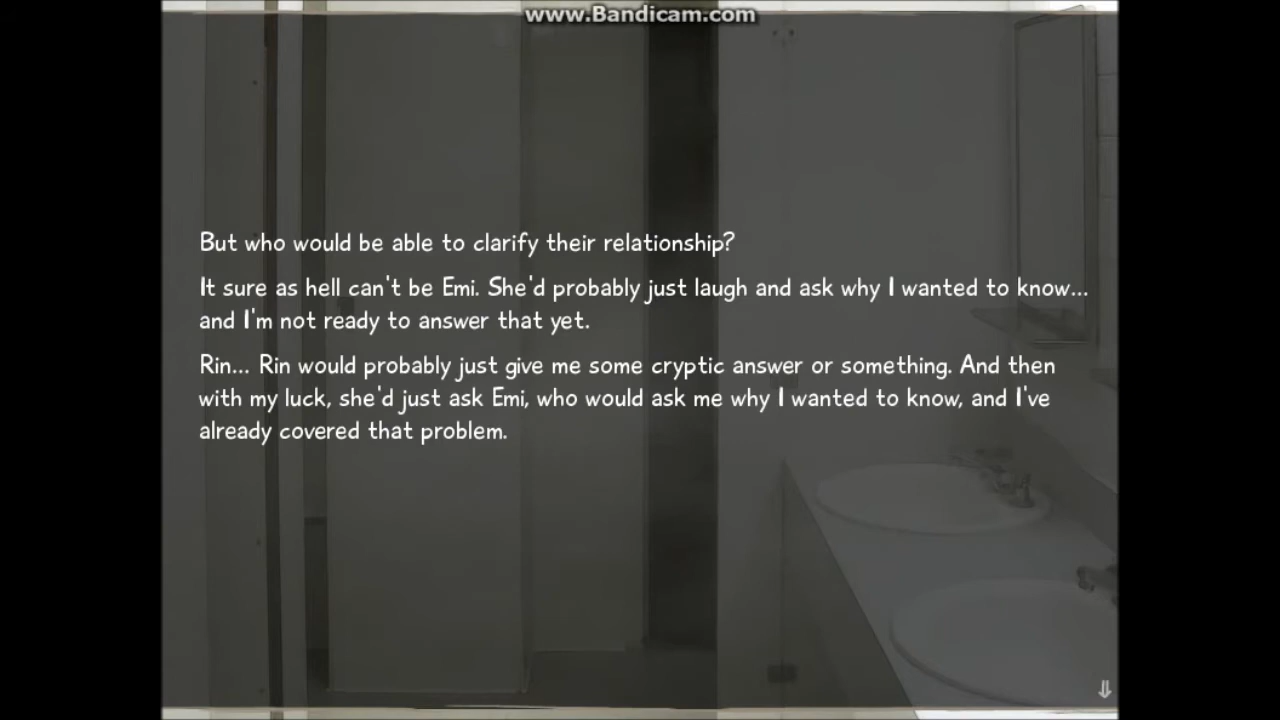 www.Bandicam.com
But who would be able to clarify their relationship?
It sure as hell can't be Emi. She'd probably just laugh and ask why I wanted to know...
and I'm not ready to answer that yet.
Rin... Rin would probably just give me some cryptic answer or something. And then
with my luck, she'd just ask Emi, who would ask me why I wanted to know, and I've
already covered that problem.